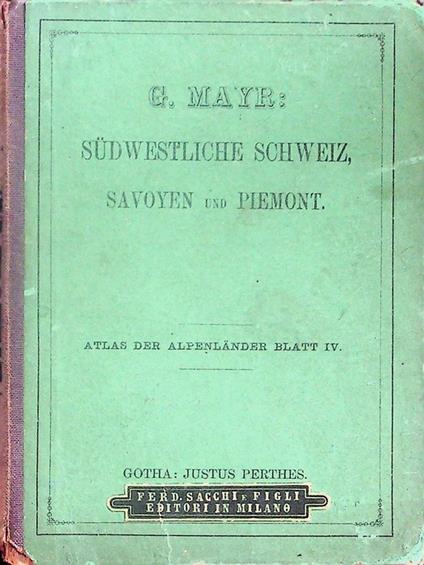 G. MAYR:
SÜDWESTLICHE SCHWEIZ,
SAVOYEN UND PIEMONT.
ATLAS DER ALPENLÄNDER BLATT IV.
GOTHA: JUSTUS PERTHES.
FERD. SACCHI E FIGLI
EDITORI IN MILANO